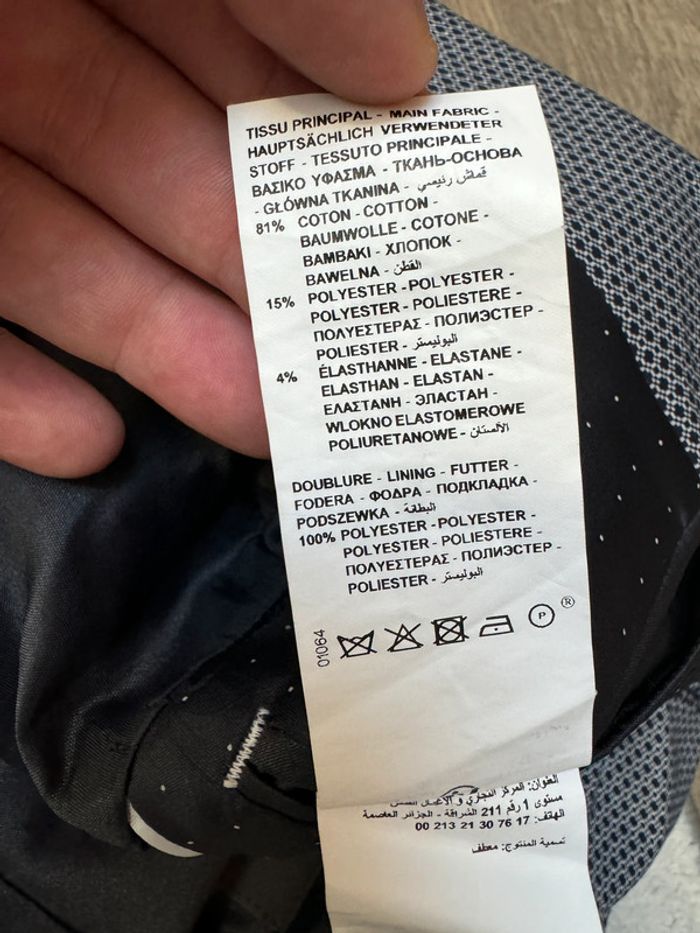 TISSU PRINCIPAL - MAIN FABRIC -
HAUPTSÄCHLICH VERWENDETER
STOFF - TESSUTO PRINCIPALE -
ΒΑΣΙΚΟ ΥΦΑΣΜΑ - ТКАНЬ-ОСНОВА
- GŁÓWNA TKANINA - قماش رئيسي
81% COTON - COTTON -
BAUMWOLLE - COTONE -
ΒΑΜΒΑΚΙ - ХЛОПОК -
BAWELNA - القطن
15% POLYESTER -POLYESTER -
POLYESTER - POLIESTERE -
ΠΟΛΥΕΣΤΕΡΑΣ - ПОЛИЭСТЕР -
POLIESTER - البوليستر
4% ÉLASTHANNE - ELASTANE -
ELASTHAN - ELASTAN -
ΕΛΑΣΤΑΝΗ - ЭЛАСТАН -
WLOKNO ELASTOMEROWE
POLIURETANOWE - الألستان
DOUBLURE - LINING - FUTTER -
FODERA - ΦΟΔΡΑ - ПОДКЛАДКА -
PODSZEWKA - البطانة
100% POLYESTER -POLYESTER -
POLYESTER - POLIESTERE -
ΠΟΛΥΕΣΤΕΡΑΣ - ПОЛИЭСТЕР -
POLIESTER - البوليستر
01064
P ®
العنوان: المركز التجاري و الأعمال
مستوى 1 رقم 211 الشراقة - الجزائر العاصمة
الهاتف: 17 76 30 21 213 00
تسمية المنتوج: معطف